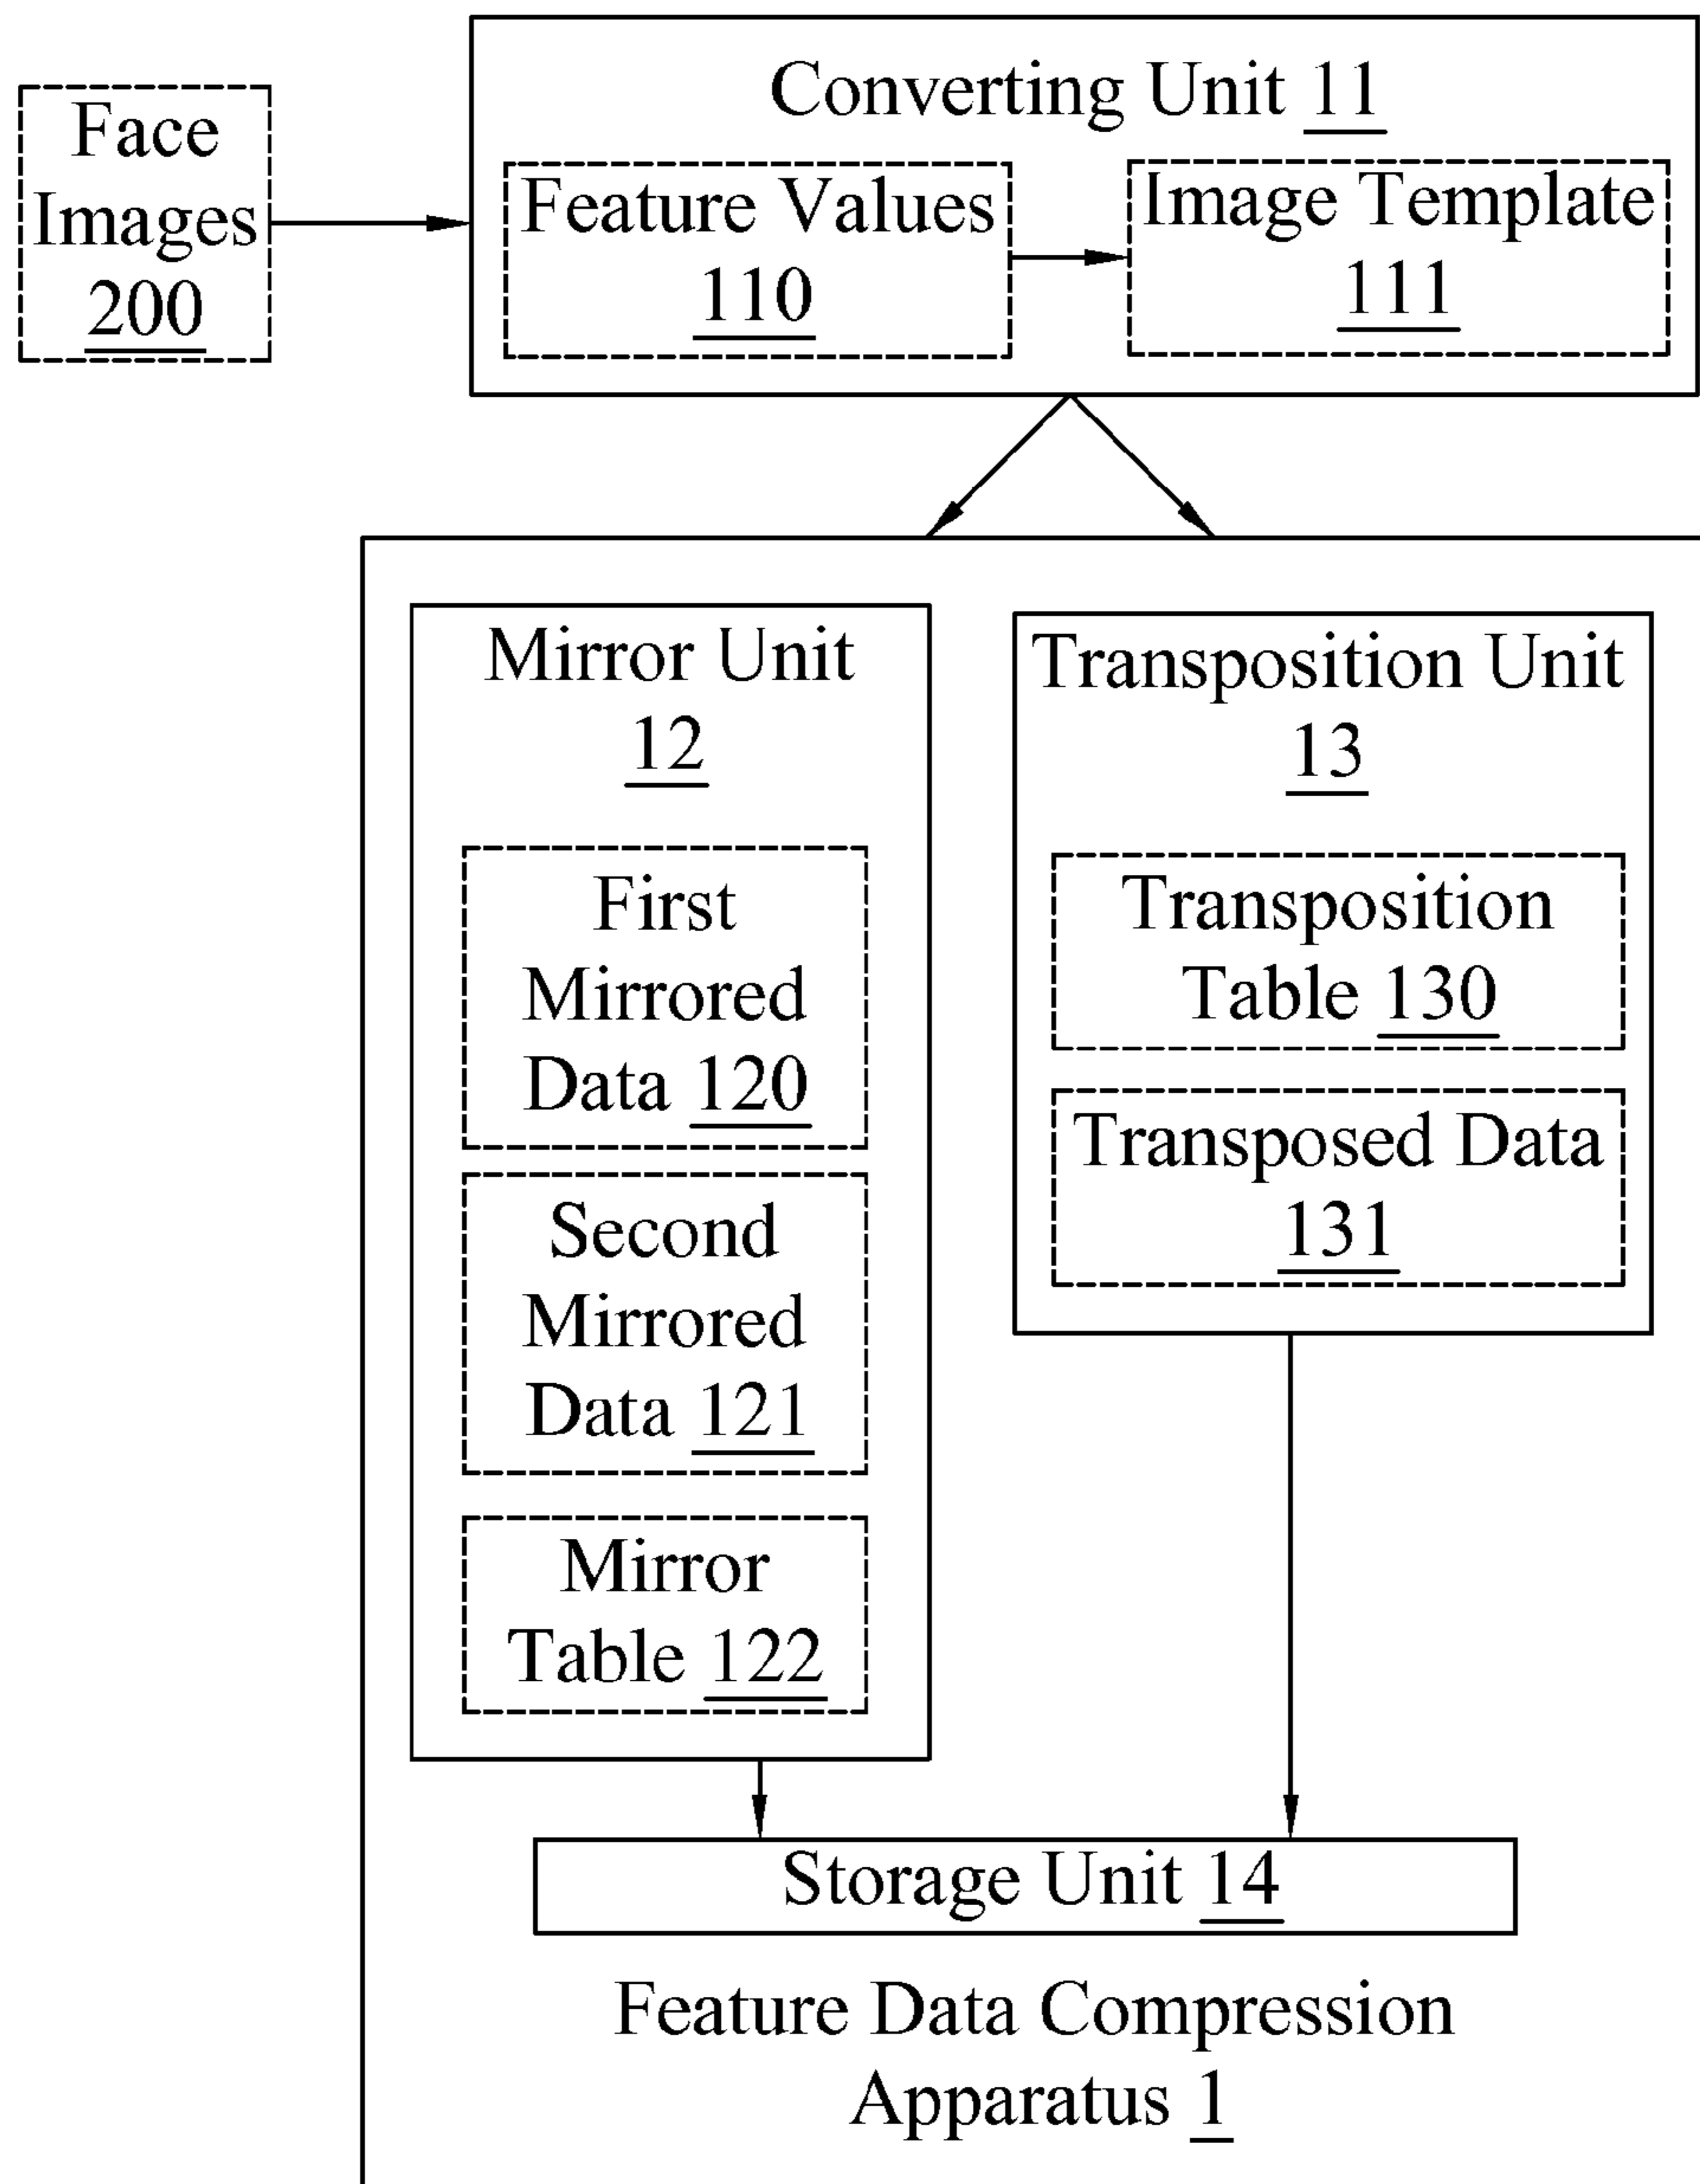 Face
Images
200
Converting Unit 11
Feature Values
110
Image Template
111
Mirror Unit
12
First
Mirrored
Data 120
Second
Mirrored
Data 121
Mirror
Table 122
Transposition Unit
13
Transposition
Table 130
Transposed Data
131
Storage Unit 14
Feature Data Compression
Apparatus 1